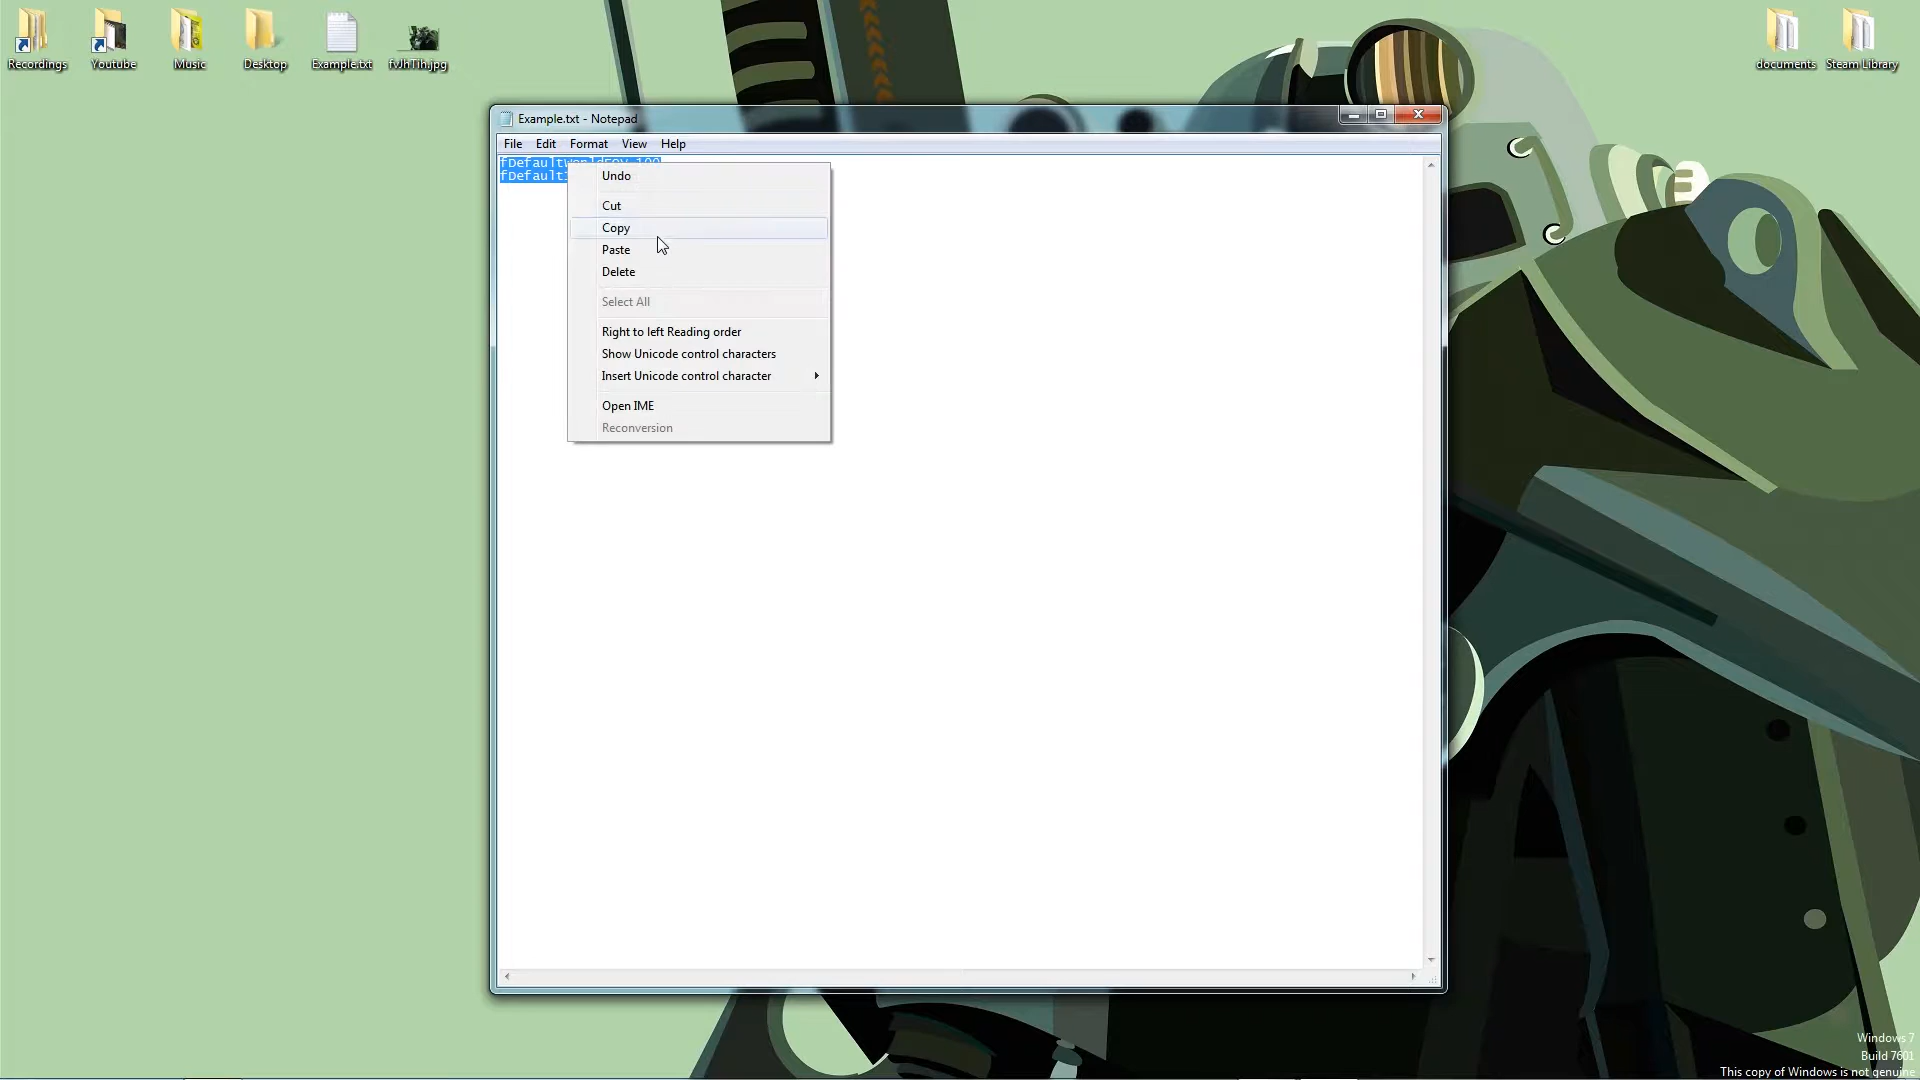 Recordings
Youtube
Music
Desktop
Example.txt
fvJhTih.jpg
documents
Steam Library
Example.txt - Notepad
File Edit Format View Help
Undo
Cut
Copy
Paste
Delete
Select All
Right to left Reading order
Show Unicode control characters
Insert Unicode control character
Open IME
Reconversion
Windows 7
Build 7601
This copy of Windows is not genuine